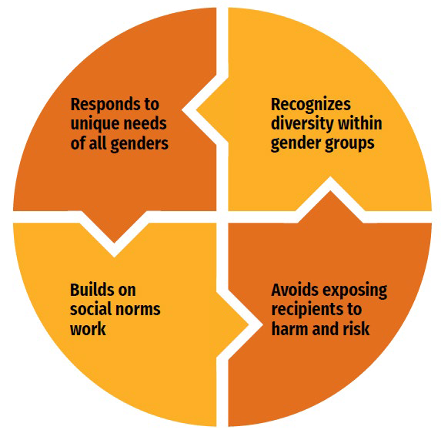 Responds to
unique needs
of all genders
Recognizes
diversity within
gender groups
Builds on
social norms
work
Avoids exposing
recipients to
harm and risk